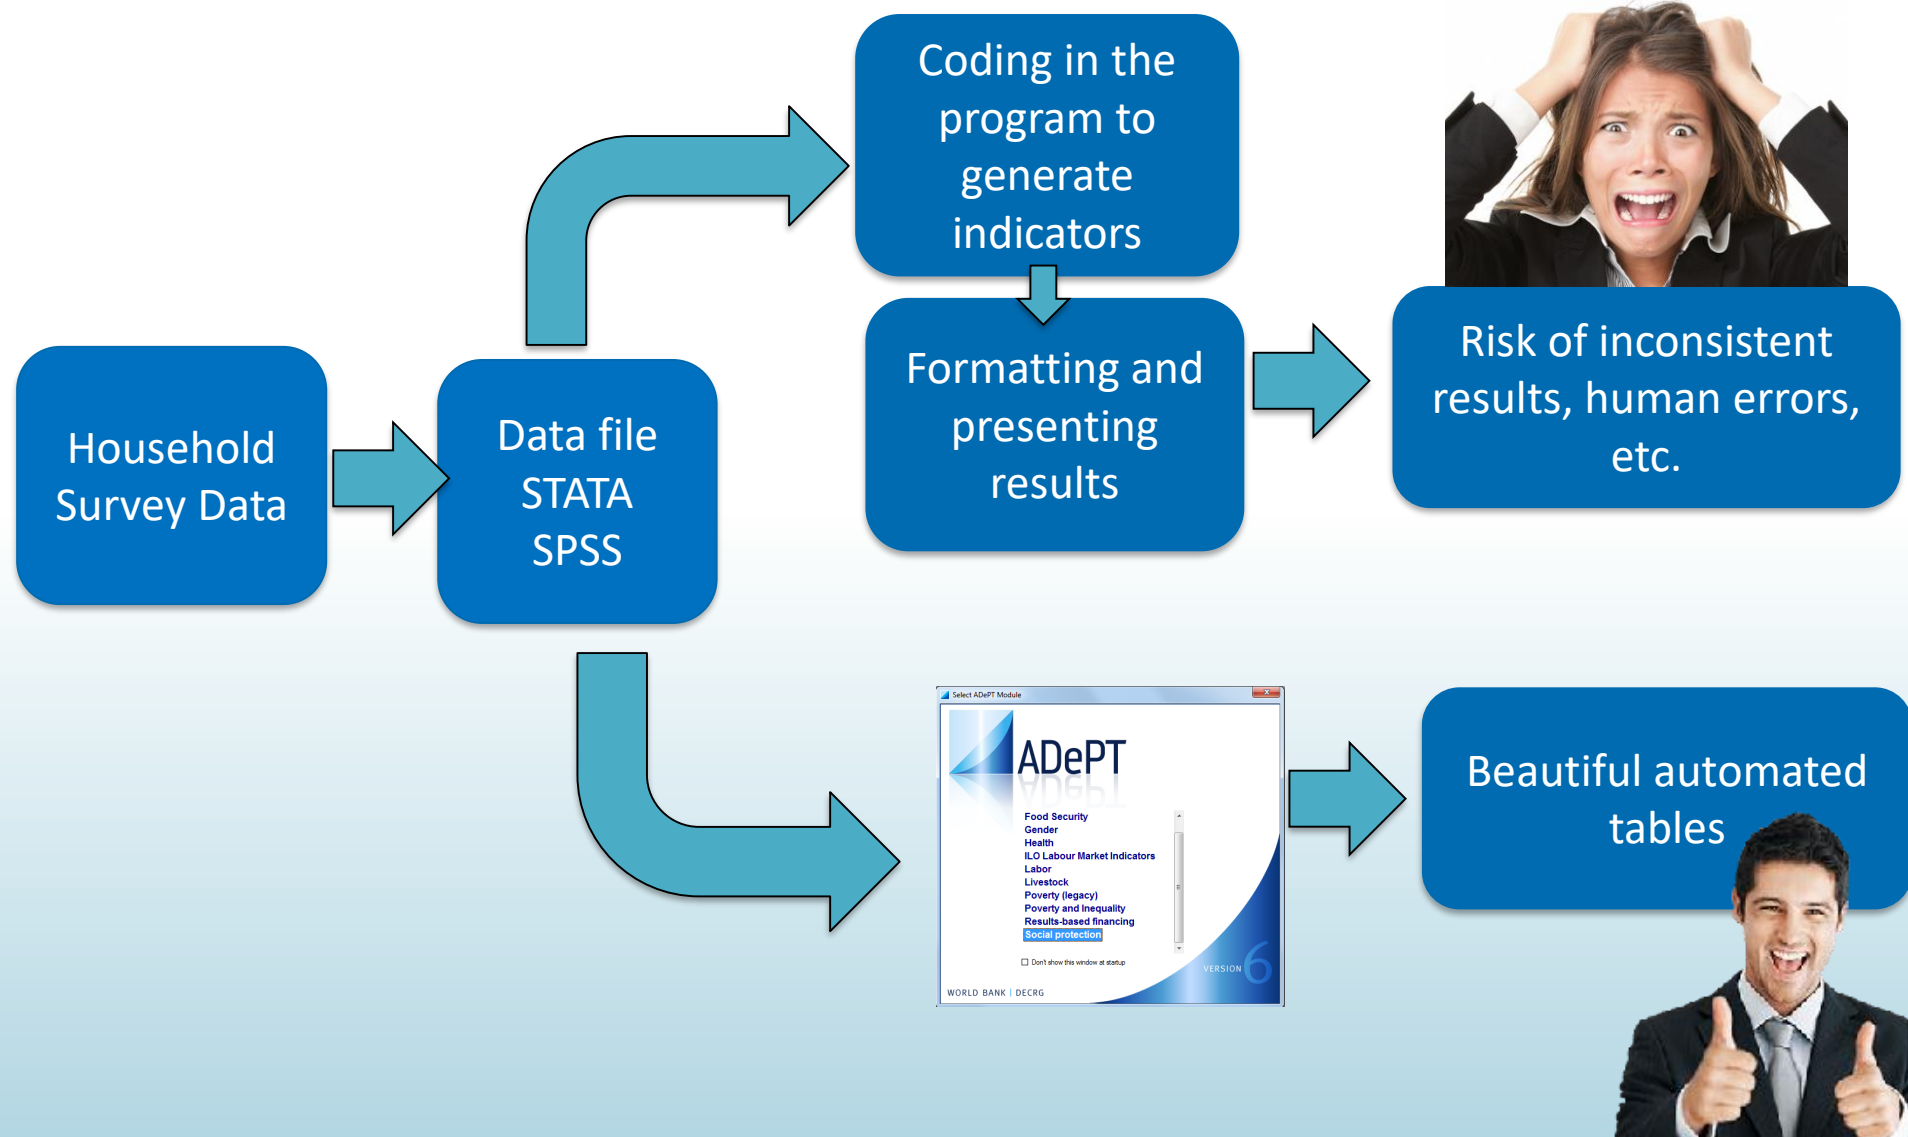 Household
Survey Data
Data file
STATA
SPSS
Coding in the
program to
generate
indicators
Formatting and
presenting
results
Risk of inconsistent
results, human errors,
etc.
Select ADePT Module
ADePT
Food Security
Gender
Health
ILO Labour Market Indicators
Labor
Livestock
Poverty (legacy)
Poverty and Inequality
Results-based financing
Social protection
Don't show this window at startup
VERSION 6
WORLD BANK | DECRG
Beautiful automated
tables